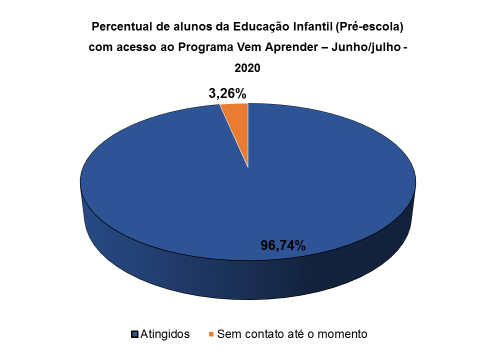 Percentual de alunos da Educação Infantil (Pré-escola)
com acesso ao Programa Vem Aprender – Junho/julho -
2020
3,26%
96,74%
Atingidos Sem contato até o momento